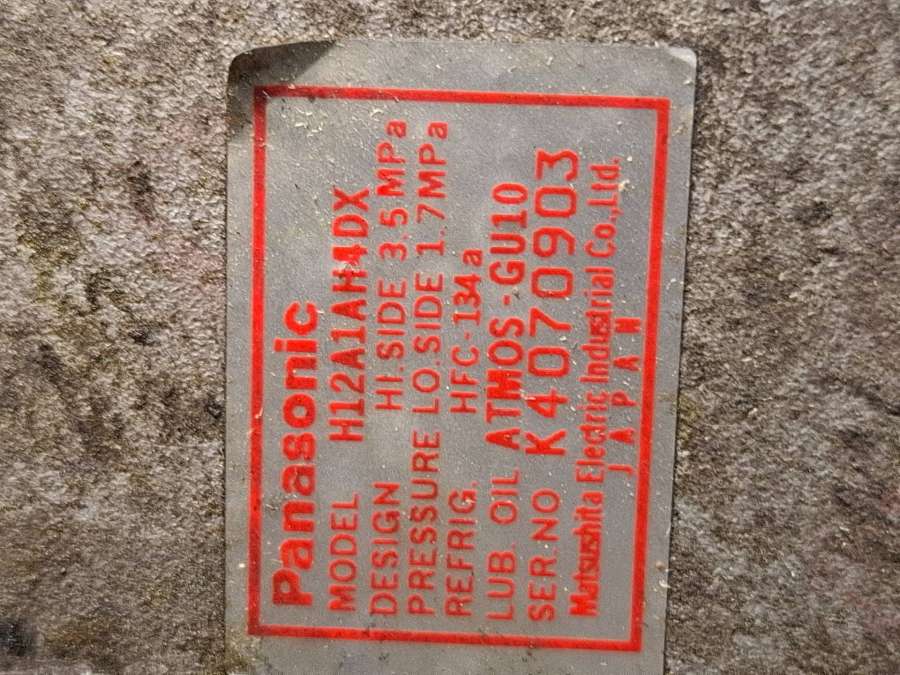 Panasonic
MODEL H12A1AH4DX
DESIGN HI.SIDE 3.5MPa
PRESSURE LO.SIDE 1.7MPa
REFRIG. HFC-134a
LUB. OIL ATMOS-GU10
SER.NO K4070903
Matsushita Electric Industrial Co.,Ltd.
JAPAN